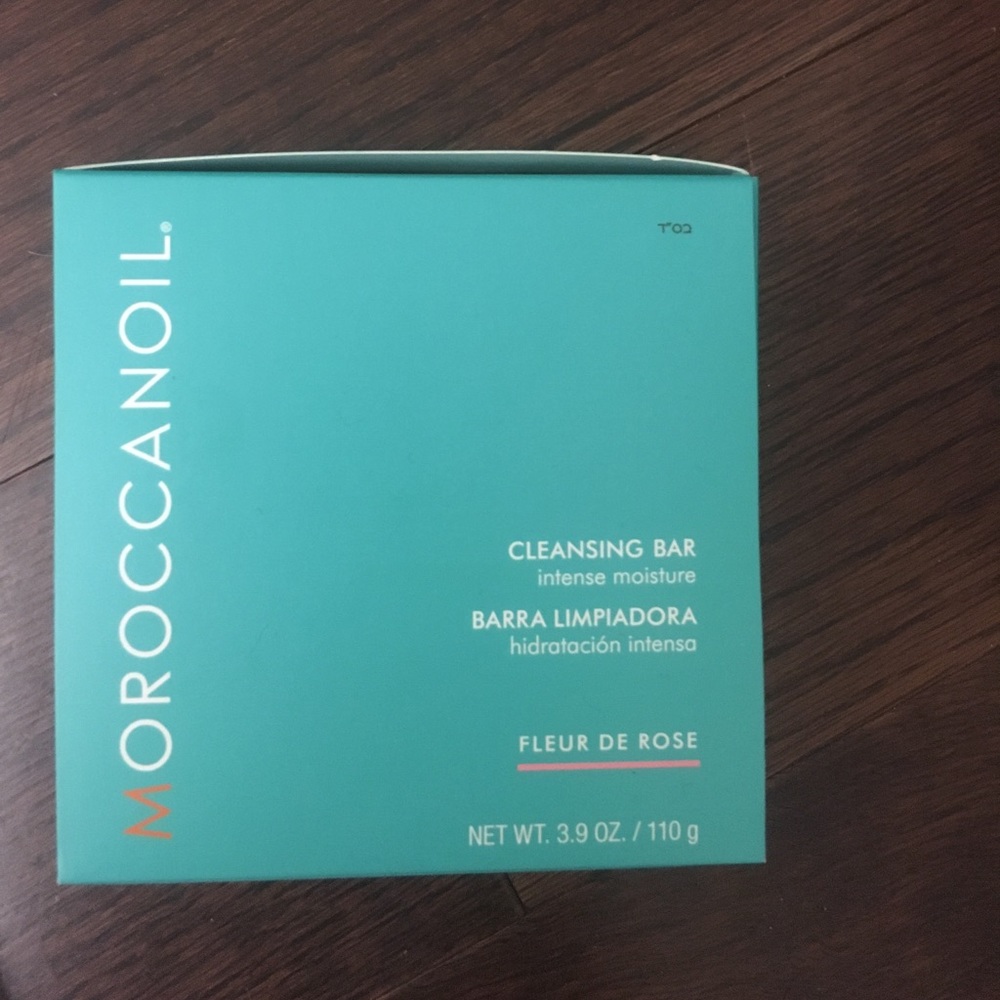 MOROCCANOIL®
בס"ד
CLEANSING BAR
intense moisture
BARRA LIMPIADORA
hidratación intensa
FLEUR DE ROSE
NET WT. 3.9 OZ. / 110 g